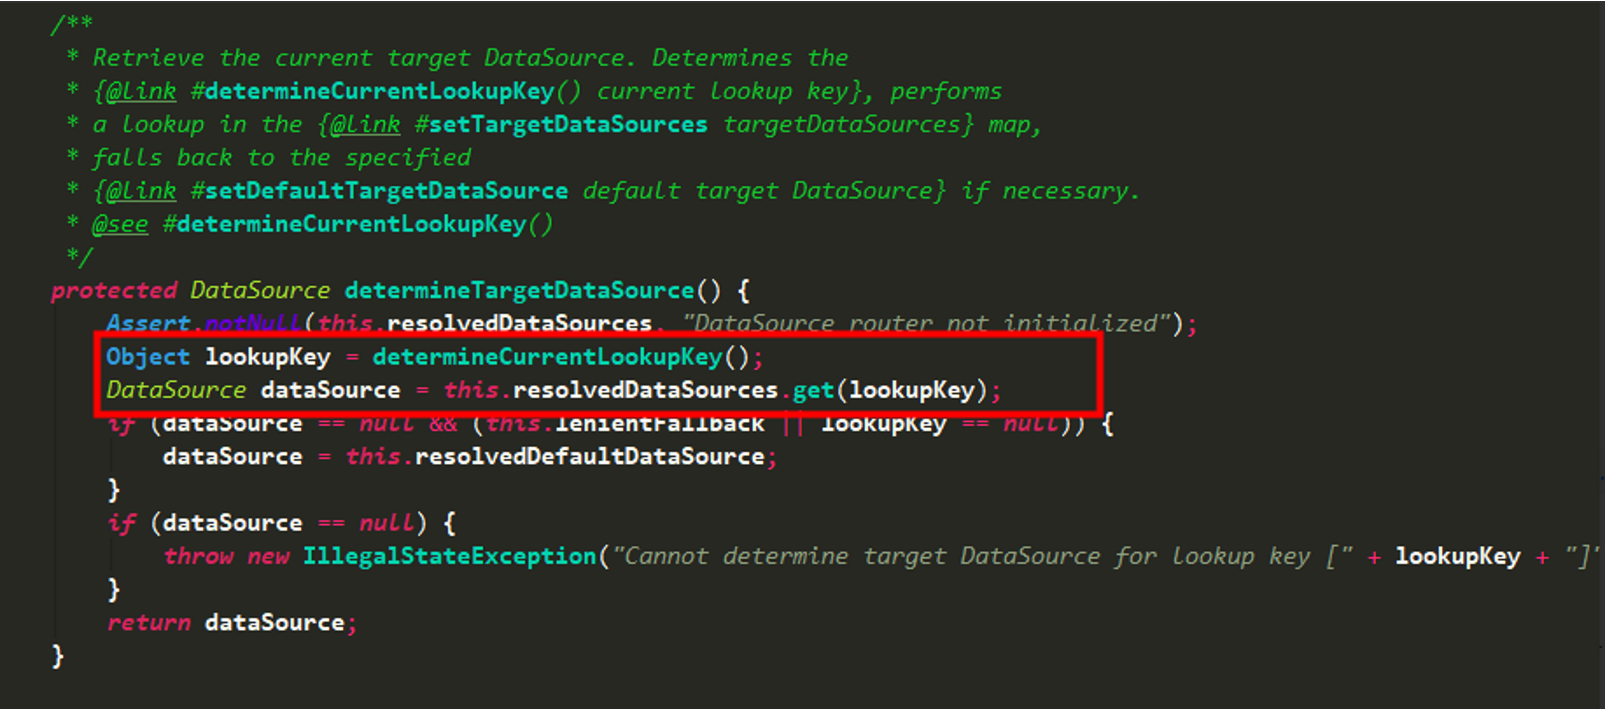 /**
* Retrieve the current target DataSource. Determines the
* {@link #determineCurrentLookupKey() current lookup key}, performs
* a lookup in the {@link #setTargetDataSources targetDataSources} map,
* falls back to the specified
* {@link #setDefaultTargetDataSource default target DataSource} if necessary.
* @see #determineCurrentLookupKey()
*/
protected DataSource determineTargetDataSource() {
Assert.notNull(this.resolvedDataSources, "DataSource router not initialized");
Object lookupKey = determineCurrentLookupKey();
DataSource dataSource = this.resolvedDataSources.get(lookupKey);
if (dataSource == null && (this.lenientFallback || lookupKey == null)) {
dataSource = this.resolvedDefaultDataSource;
}
if (dataSource == null) {
throw new IllegalStateException("Cannot determine target DataSource for lookup key [" + lookupKey + "]"
}
return dataSource;
}